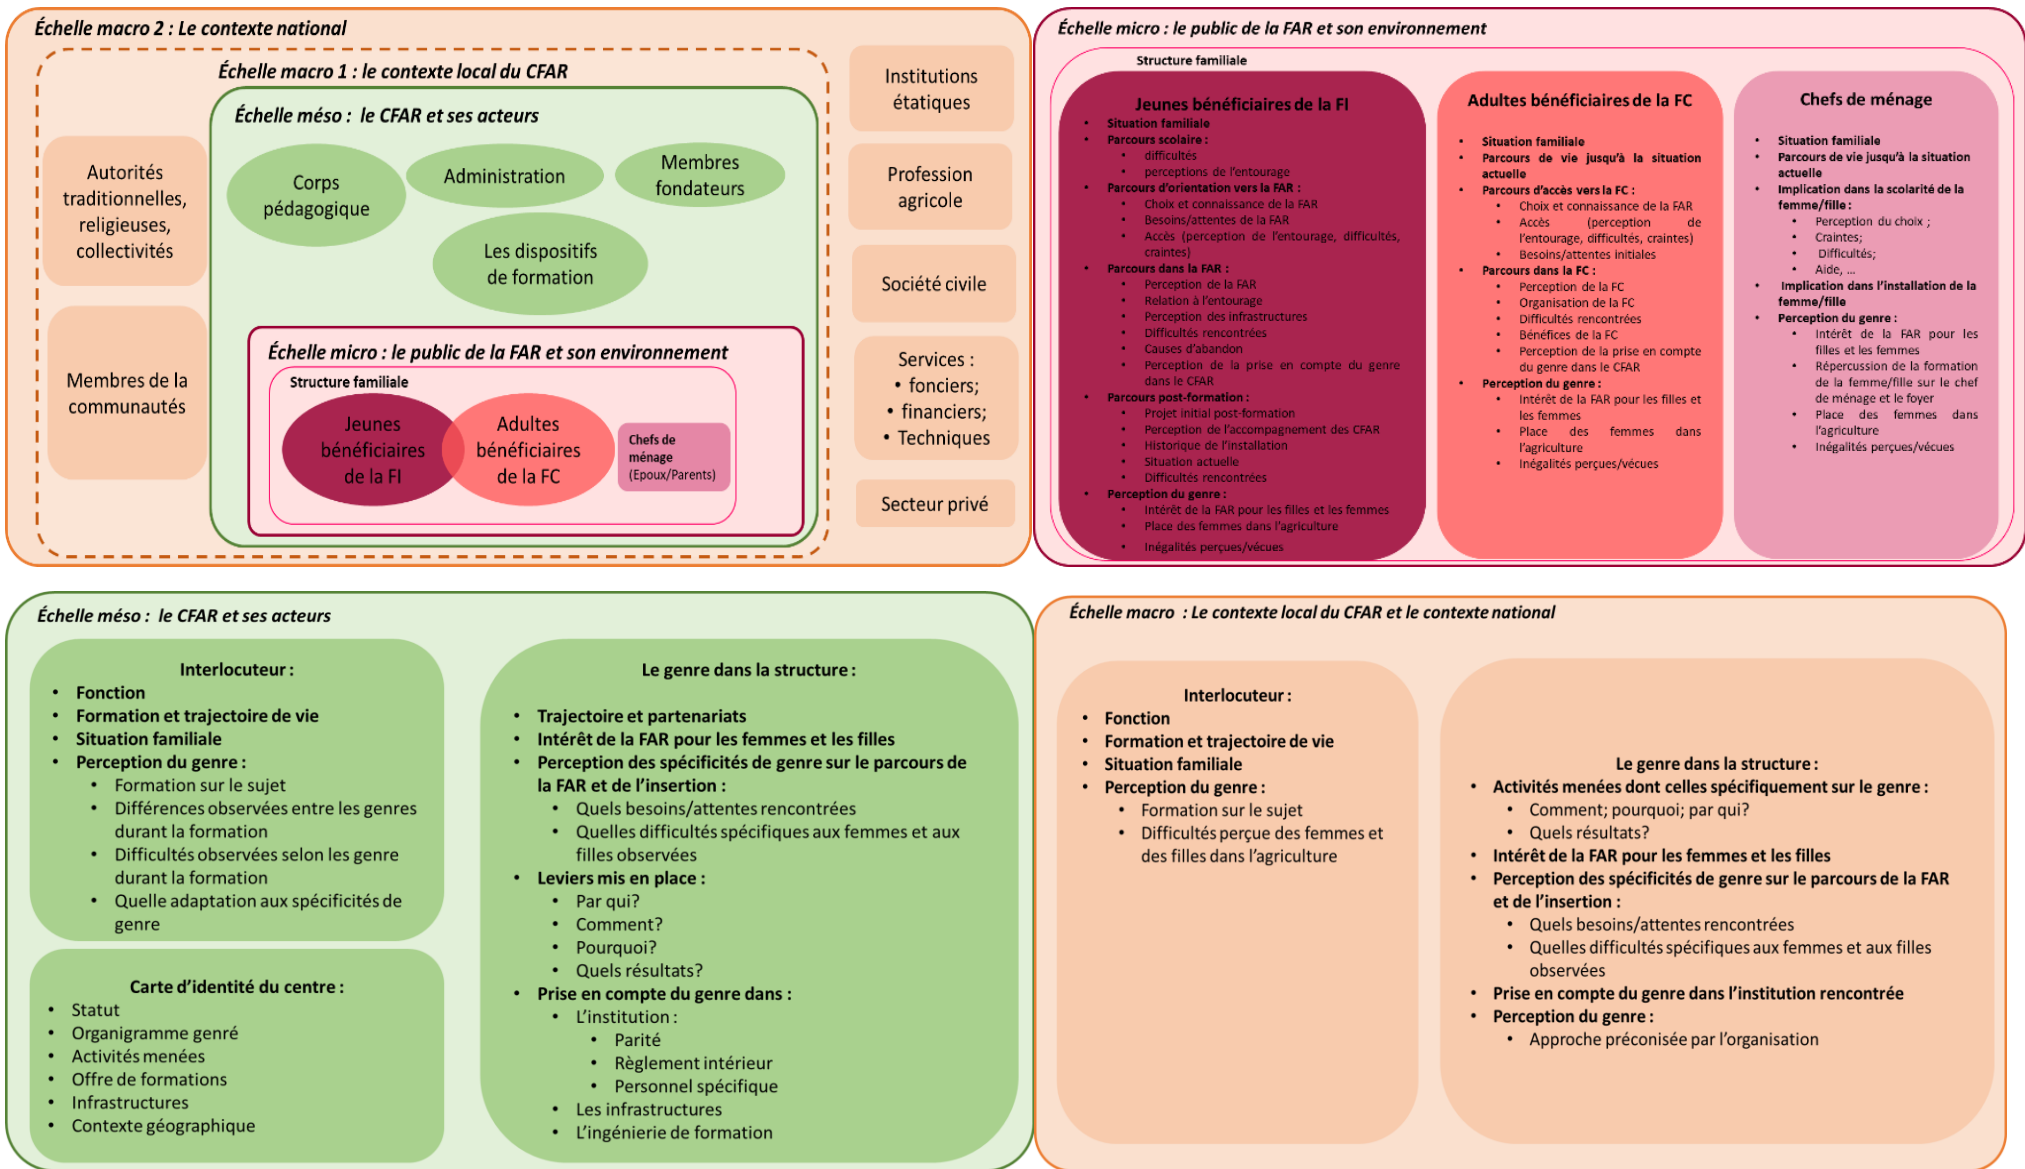 Échelle macro 2 : Le contexte national
Échelle macro 1 : le contexte local du CFAR
Échelle méso : le CFAR et ses acteurs
Autorités
traditionnelles,
religieuses,
collectivités
Membres de la
communautés
Corps
pédagogique
Administration
Membres
fondateurs
Les dispositifs
de formation
Échelle micro : le public de la FAR et son environnement
Structure familiale
Jeunes
bénéficiaires
de la FI
Adultes
bénéficiaires
de la FC
Chefs de
ménage
(Epoux/Parents)
Institutions
étatiques
Profession
agricole
Société civile
Services :
• fonciers;
• financiers;
• Techniques
Secteur privé
Échelle micro : le public de la FAR et son environnement
Structure familiale
Jeunes bénéficiaires de la FI
• Situation familiale
• Parcours scolaire :
• difficultés
• perceptions de l'entourage
• Parcours d'orientation vers la FAR :
• Choix et connaissance de la FAR
• Besoins/attentes de la FAR
• Accès (perception de l'entourage, difficultés,
craintes)
• Parcours dans la FAR :
• Perception de la FAR
• Relation à l'entourage
• Perception des infrastructures
• Difficultés rencontrées
• Causes d'abandon
• Perception de la prise en compte du genre
dans le CFAR
• Parcours post-formation :
• Projet initial post-formation
• Perception de l'accompagnement des CFAR
• Historique de l'installation
• Situation actuelle
• Difficultés rencontrées
• Perception du genre :
• Intérêt de la FAR pour les filles et les femmes
• Place des femmes dans l'agriculture
• Inégalités perçues/vécues
Adultes bénéficiaires de la FC
• Situation familiale
• Parcours de vie jusqu'à la situation
actuelle
• Parcours d'accès vers la FC :
• Choix et connaissance de la FAR
• Accès (perception de
l'entourage, difficultés, craintes)
• Besoins/attentes initiales
• Parcours dans la FC :
• Perception de la FC
• Organisation de la FC
• Difficultés rencontrées
• Bénéfices de la FC
• Perception de la prise en compte
du genre dans le CFAR
• Perception du genre :
• Intérêt de la FAR pour les filles et
les femmes
• Place des femmes dans
l'agriculture
• Inégalités perçues/vécues
Chefs de ménage
• Situation familiale
• Parcours de vie jusqu'à la situation
actuelle
• Implication dans la scolarité de la
femme/fille :
• Perception du choix ;
• Craintes;
• Difficultés;
• Aide, ...
• Implication dans l'installation de la
femme/fille
• Perception du genre :
• Intérêt de la FAR pour les
filles et les femmes
• Répercussion de la formation
de la femme/fille sur le chef
de ménage et le foyer
• Place des femmes dans
l'agriculture
• Inégalités perçues/vécues
Échelle méso : le CFAR et ses acteurs
Interlocuteur :
• Fonction
• Formation et trajectoire de vie
• Situation familiale
• Perception du genre :
• Formation sur le sujet
• Différences observées entre les genres
durant la formation
• Difficultés observées selon les genre
durant la formation
• Quelle adaptation aux spécificités de
genre
Carte d'identité du centre :
• Statut
• Organigramme genré
• Activités menées
• Offre de formations
• Infrastructures
• Contexte géographique
Le genre dans la structure :
• Trajectoire et partenariats
• Intérêt de la FAR pour les femmes et les filles
• Perception des spécificités de genre sur le parcours de
la FAR et de l'insertion :
• Quels besoins/attentes rencontrées
• Quelles difficultés spécifiques aux femmes et aux
filles observées
• Leviers mis en place :
• Par qui?
• Comment?
• Pourquoi?
• Quels résultats?
• Prise en compte du genre dans :
• L'institution :
• Parité
• Règlement intérieur
• Personnel spécifique
• Les infrastructures
• L'ingénierie de formation
Échelle macro : Le contexte local du CFAR et le contexte national
Interlocuteur :
• Fonction
• Formation et trajectoire de vie
• Situation familiale
• Perception du genre :
• Formation sur le sujet
• Difficultés perçue des femmes et
des filles dans l'agriculture
Le genre dans la structure :
• Activités menées dont celles spécifiquement sur le genre :
• Comment; pourquoi; par qui?
• Quels résultats?
• Intérêt de la FAR pour les femmes et les filles
• Perception des spécificités de genre sur le parcours de la FAR
et de l'insertion :
• Quels besoins/attentes rencontrées
• Quelles difficultés spécifiques aux femmes et aux filles
observées
• Prise en compte du genre dans l'institution rencontrée
• Perception du genre :
• Approche préconisée par l'organisation